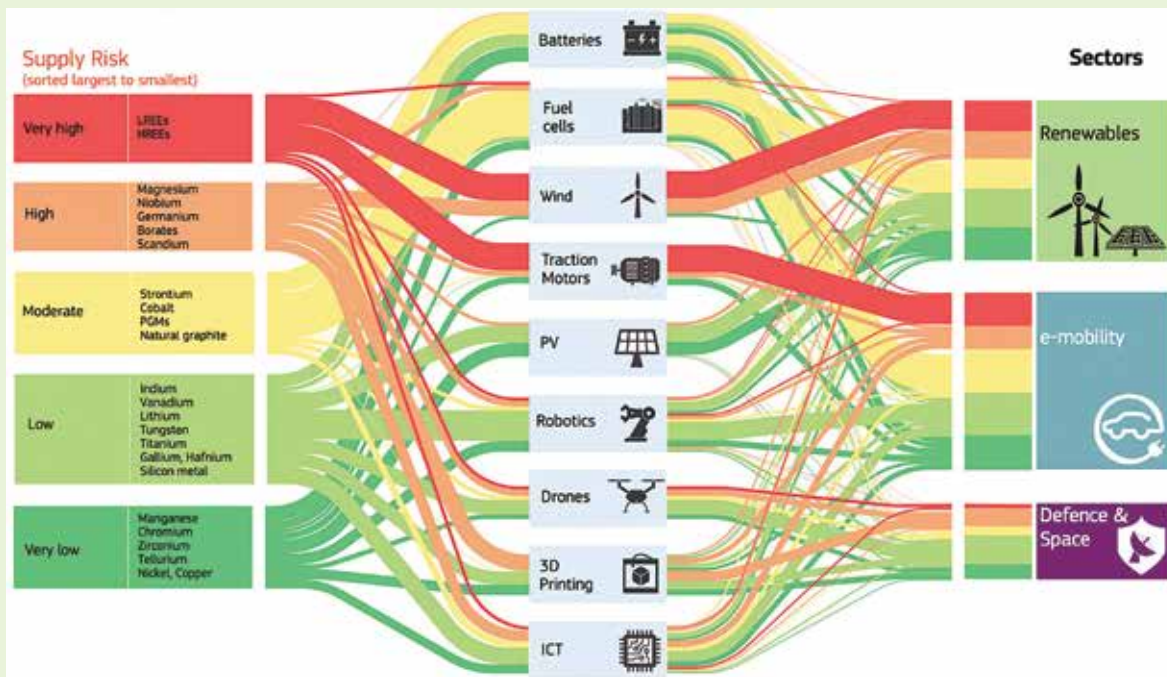 Supply Risk
(sorted largest to smallest)
Very high
LREEs
HREEs
High
Magnesium
Niobium
Germanium
Borates
Scandium
Moderate
Strontium
Cobalt
PGMs
Natural graphite
Low
Indium
Vanadium
Lithium
Tungsten
Titanium
Gallium, Hafnium
Silicon metal
Very low
Manganese
Chromium
Zirconium
Tellurium
Nickel, Copper
Batteries
Fuel
cells
Wind
Traction
Motors
PV
Robotics
Drones
3D
Printing
ICT
Sectors
Renewables
e-mobility
Defence &
Space